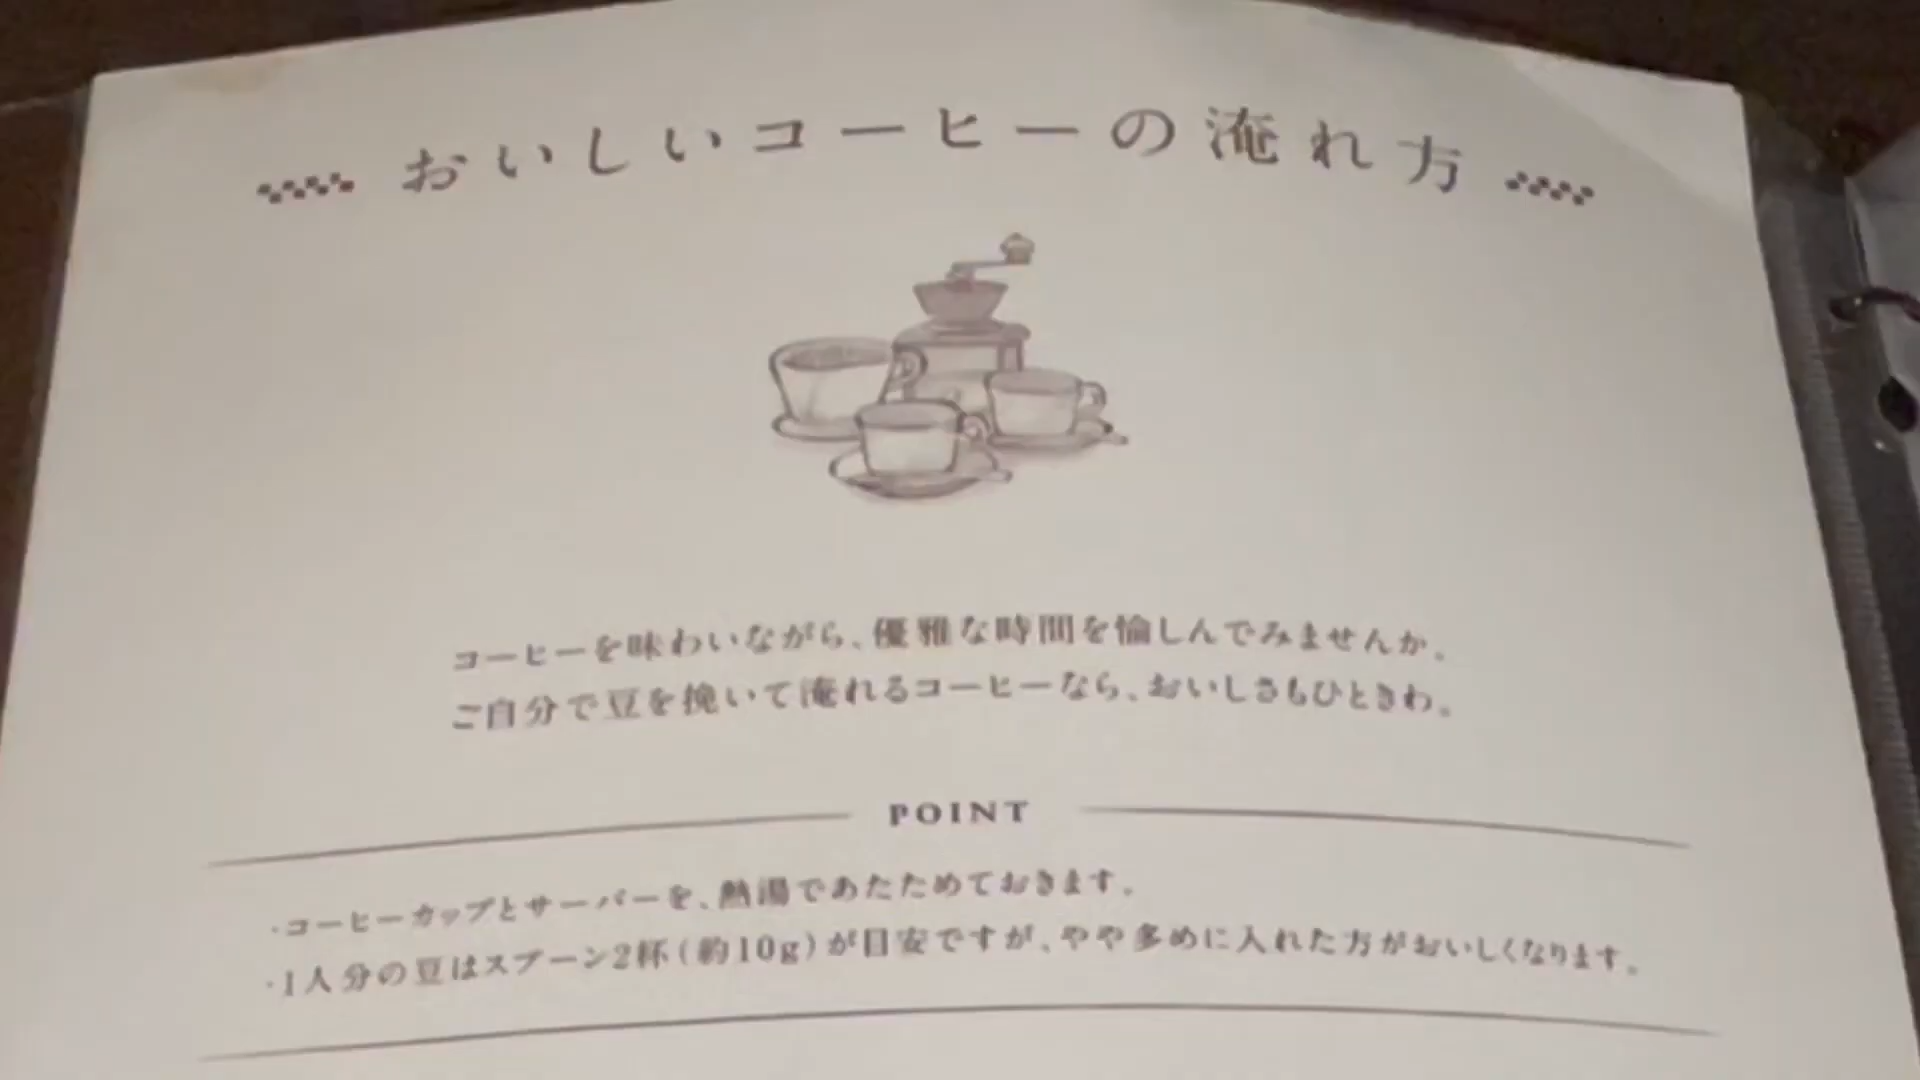 おいしいコーヒーの淹れ方
コーヒーを味わいながら、優雅な時間を愉しんでみませんか。
ご自分で豆を挽いて淹れるコーヒーなら、おいしさもひときわ。
POINT
・コーヒーカップとサーバーを、熱湯であたためておきます。
・1人分の豆はスプーン2杯(約10g)が目安ですが、やや多めに入れた方がおいしくなります。